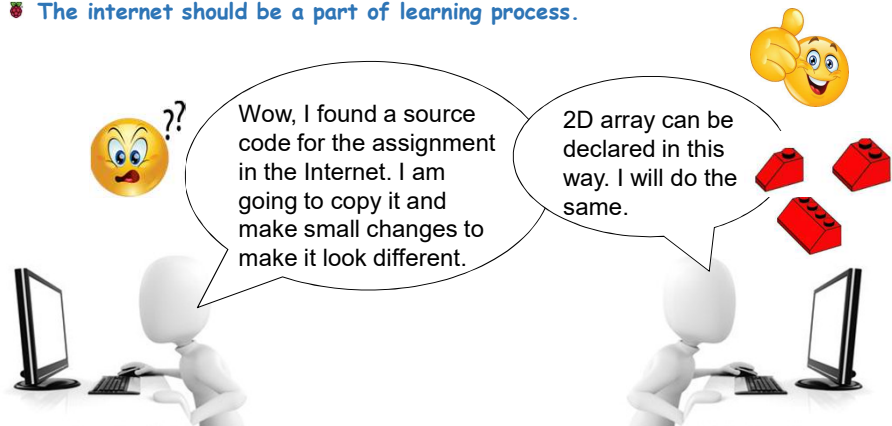 The internet should be a part of learning process.
??
Wow, I found a source
code for the assignment
in the Internet. I am
going to copy it and
make small changes to
make it look different.
2D array can be
declared in this
way. I will do the
same.